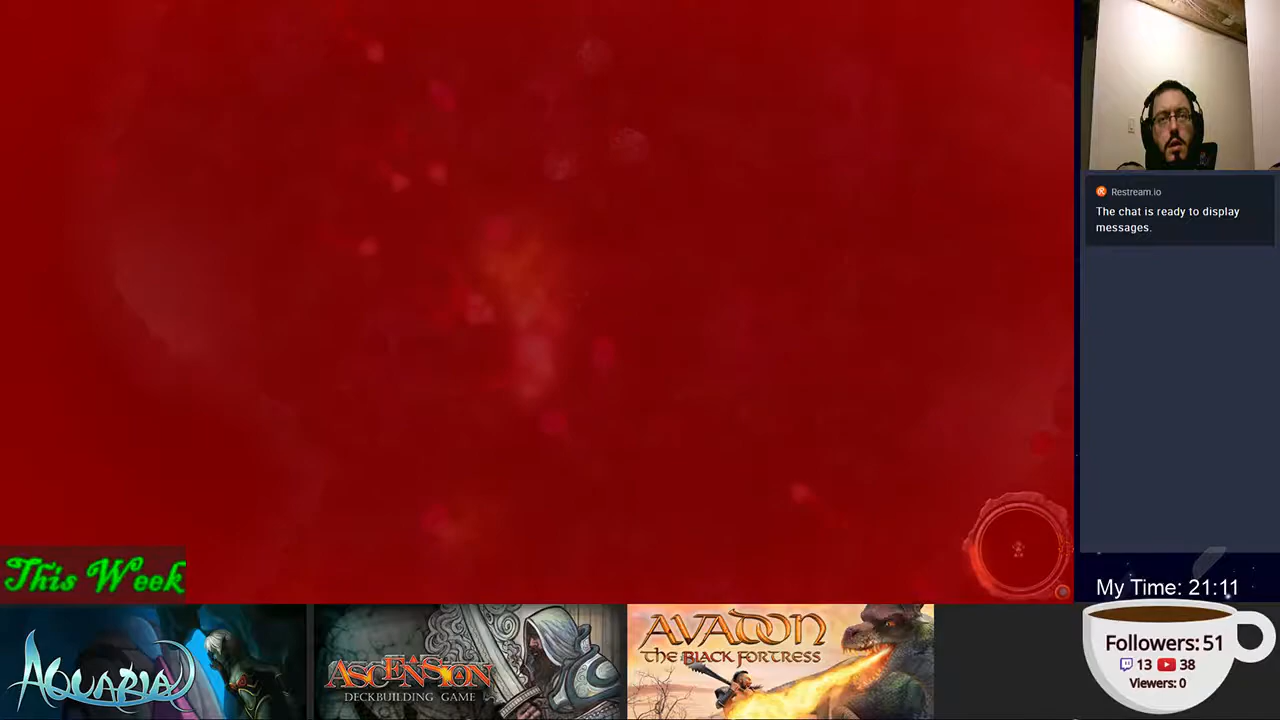 Restream.io
The chat is ready to display
messages.
This Week
My Time: 21:11
AQUARIA
ASCENSION
DECKBUILDING GAME
AVADON
THE BLACK FORTRESS
Followers: 51
13 38
Viewers: 0